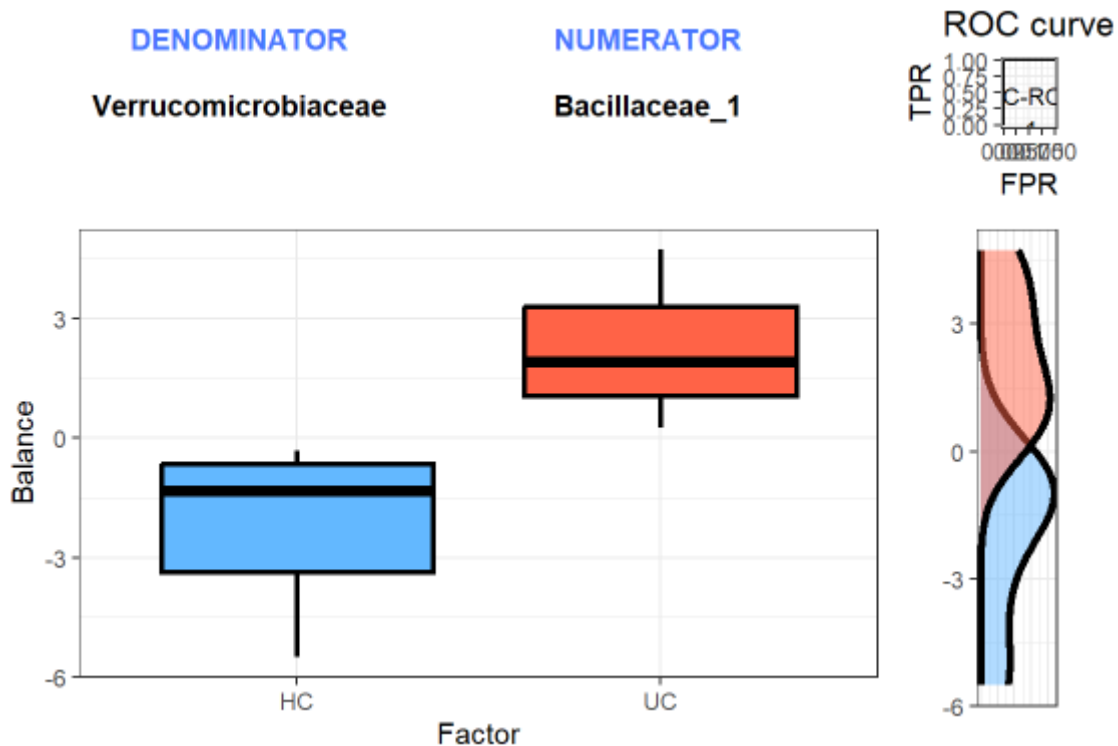 DENOMINATOR
NUMERATOR
Verrucomicrobiaceae
Bacillaceae_1
ROC curve
TPR
1.00
0.75
0.50
0.25
0.00
FPR
Balance
3
0
-3
-6
HC
UC
Factor
3
0
-3
-6